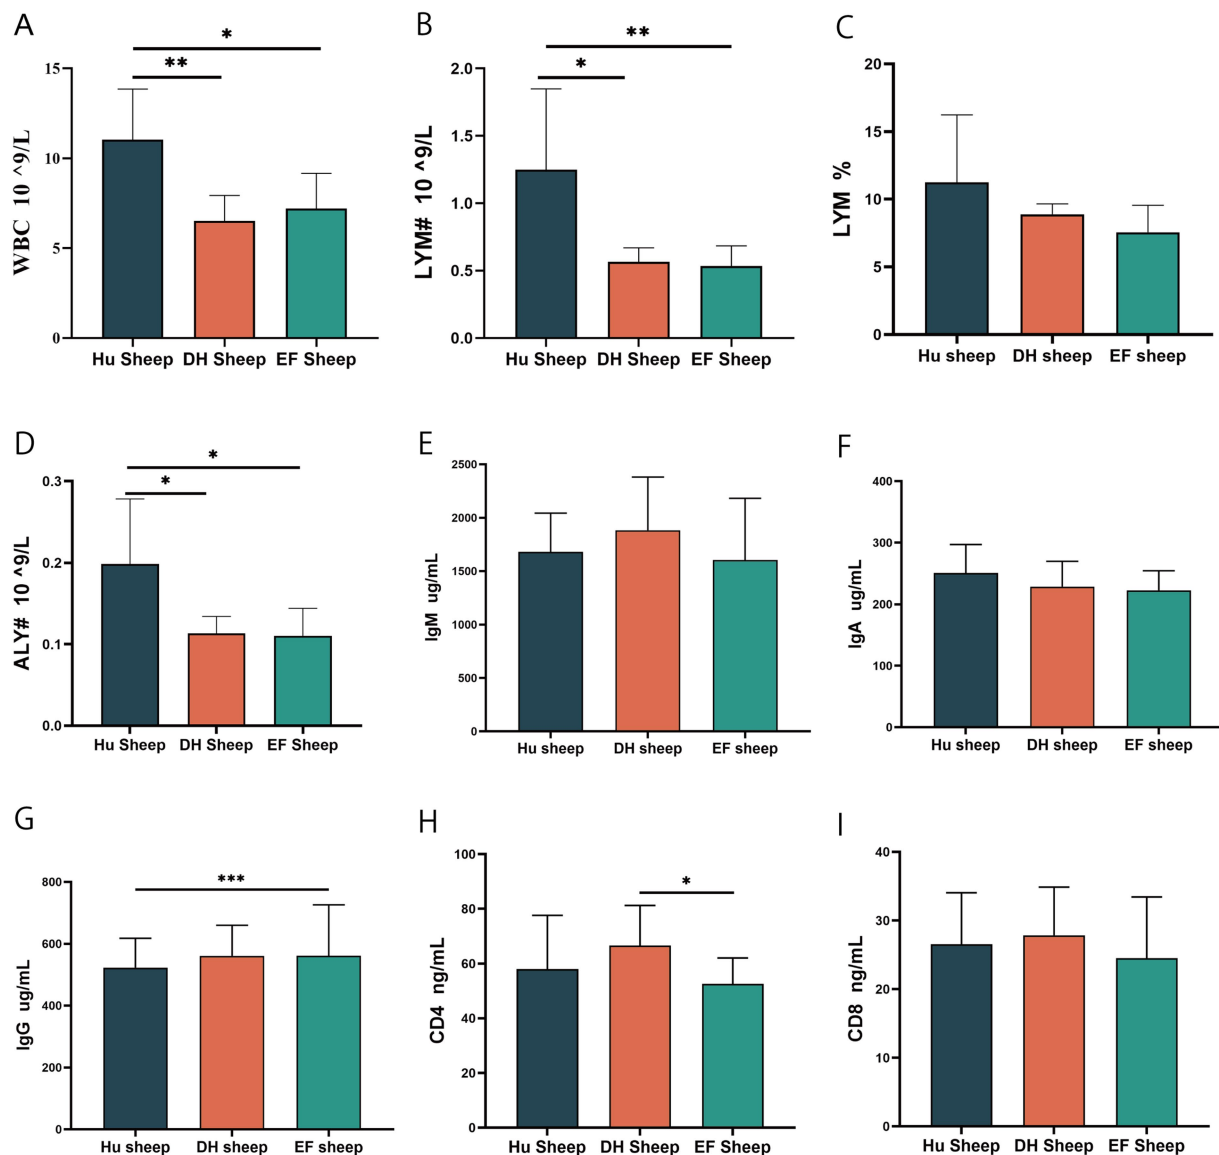 A
*
**
WBC 10 ^9/L
15
10
5
0
Hu Sheep DH Sheep EF Sheep
B
**
*
LYM# 10 ^9/L
2.0
1.5
1.0
0.5
0.0
Hu Sheep DH Sheep EF Sheep
C
LYM %
20
15
10
5
0
Hu sheep DH sheep EF sheep
D
*
*
ALY# 10 ^9/L
0.3
0.2
0.1
0.0
Hu Sheep DH Sheep EF Sheep
E
IgM ug/mL
2500
2000
1500
1000
500
0
Hu sheep DH sheep EF sheep
F
IgA ug/mL
400
300
200
100
0
Hu sheep DH sheep EF sheep
G
***
IgG ug/mL
800
600
400
200
0
Hu sheep DH sheep EF sheep
H
*
CD4 ng/mL
100
80
60
40
20
0
Hu Sheep DH Sheep EF Sheep
I
CD8 ng/mL
40
30
20
10
0
Hu Sheep DH Sheep EF Sheep